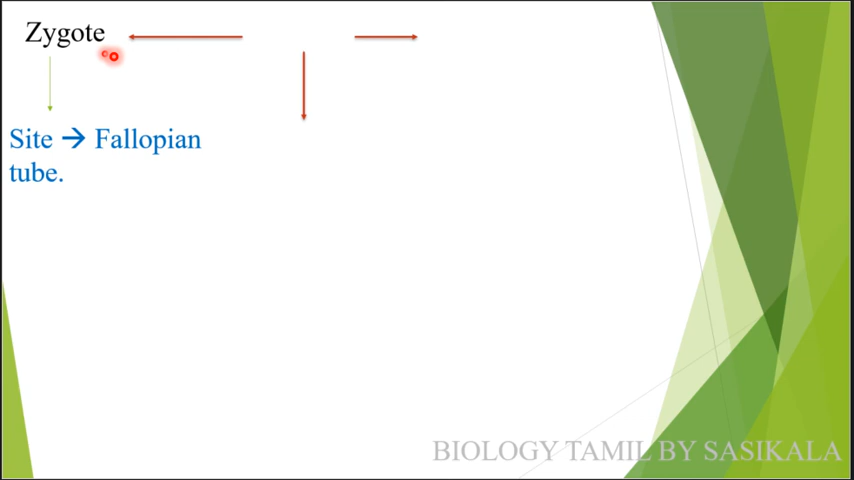 Zygote
Site → Fallopian
tube.
BIOLOGY TAMIL BY SASIKALA